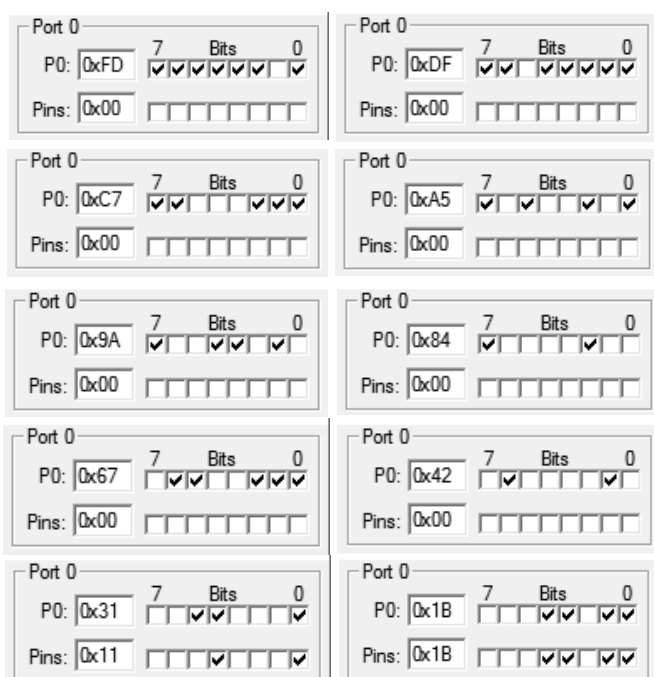 Port 0
P0: 0xFD 7 Bits 0
Pins: 0x00
Port 0
P0: 0xDF 7 Bits 0
Pins: 0x00
Port 0
P0: 0xC7 7 Bits 0
Pins: 0x00
Port 0
P0: 0xA5 7 Bits 0
Pins: 0x00
Port 0
P0: 0x9A 7 Bits 0
Pins: 0x00
Port 0
P0: 0x84 7 Bits 0
Pins: 0x00
Port 0
P0: 0x67 7 Bits 0
Pins: 0x00
Port 0
P0: 0x42 7 Bits 0
Pins: 0x00
Port 0
P0: 0x31 7 Bits 0
Pins: 0x11
Port 0
P0: 0x1B 7 Bits 0
Pins: 0x1B